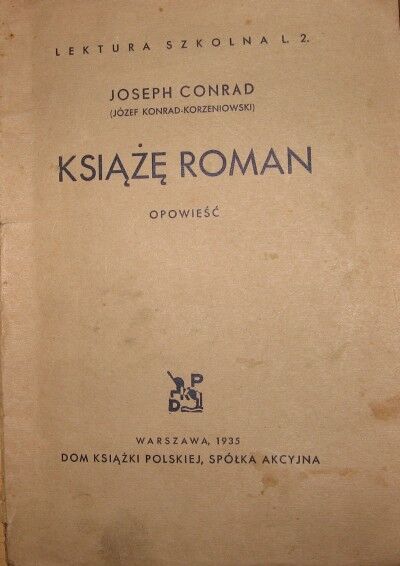 LEKTURA SZKOLNA L. 2.
JOSEPH CONRAD
(JÓZEF KONRAD-KORZENIOWSKI)
KSIĄŻĘ ROMAN
OPOWIEŚĆ
P
D
WARSZAWA, 1935
DOM KSIĄŻKI POLSKIEJ, SPÓŁKA AKCYJNA